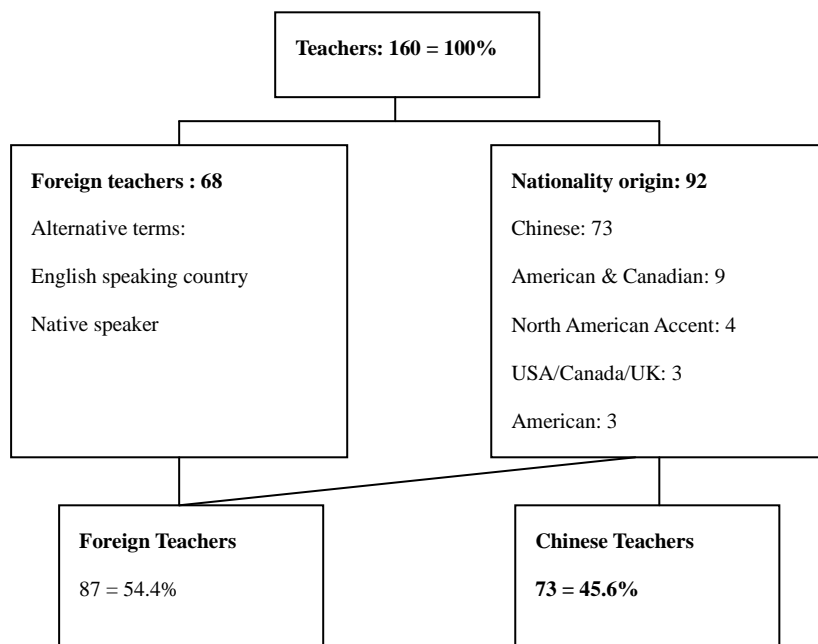 Teachers: 160 = 100%
Foreign teachers : 68
Alternative terms:
English speaking country
Native speaker
Nationality origin: 92
Chinese: 73
American & Canadian: 9
North American Accent: 4
USA/Canada/UK: 3
American: 3
Foreign Teachers
87 = 54.4%
Chinese Teachers
73 = 45.6%